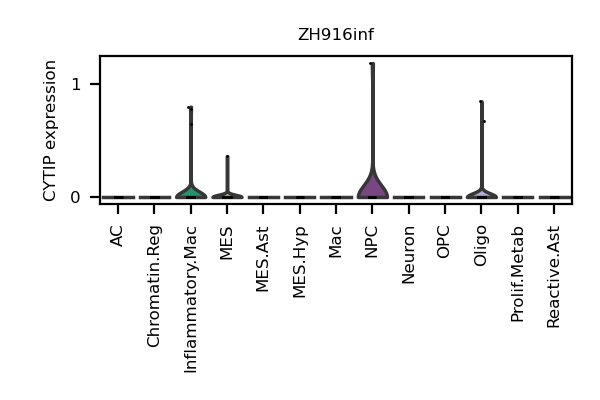 ZH916inf
CYTIP expression
1
0
AC
Chromatin.Reg
Inflammatory.Mac
MES
MES.Ast
MES.Hyp
Mac
NPC
Neuron
OPC
Oligo
Prolif.Metab
Reactive.Ast